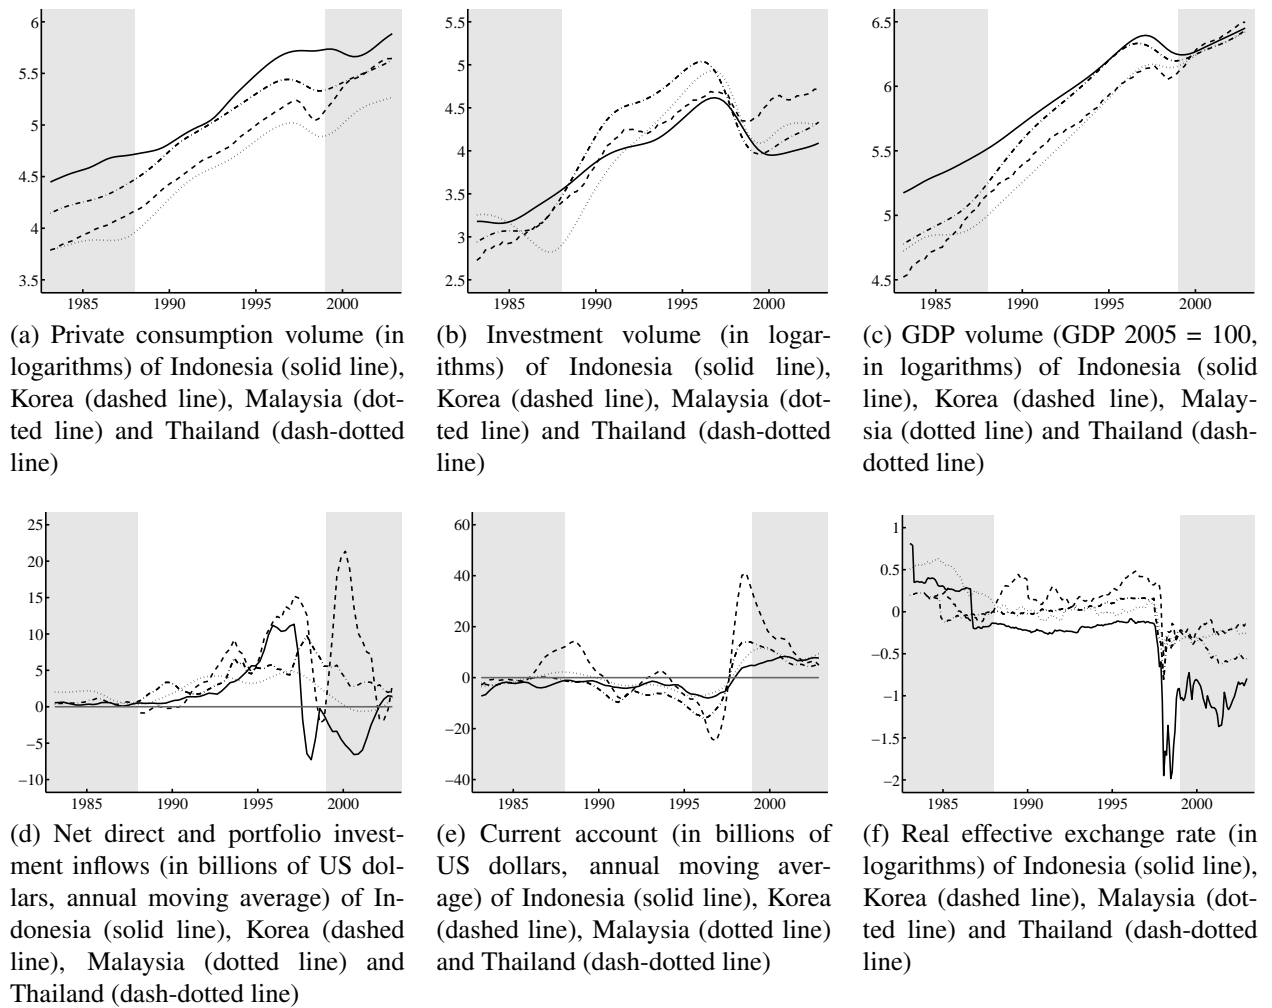 6
5.5
5
4.5
4
3.5
1985 1990 1995 2000
(a) Private consumption volume (in
logarithms) of Indonesia (solid line),
Korea (dashed line), Malaysia (dot-
ted line) and Thailand (dash-dotted
line)
5.5
5
4.5
4
3.5
3
2.5
1985 1990 1995 2000
(b) Investment volume (in logar-
ithms) of Indonesia (solid line),
Korea (dashed line), Malaysia (dot-
ted line) and Thailand (dash-dotted
line)
6.5
6
5.5
5
4.5
1985 1990 1995 2000
(c) GDP volume (GDP 2005 = 100,
in logarithms) of Indonesia (solid
line), Korea (dashed line), Malay-
sia (dotted line) and Thailand (dash-
dotted line)
25
20
15
10
5
0
−5
−10
1985 1990 1995 2000
(d) Net direct and portfolio invest-
ment inflows (in billions of US dol-
lars, annual moving average) of In-
donesia (solid line), Korea (dashed
line), Malaysia (dotted line) and
Thailand (dash-dotted line)
60
40
20
0
−20
−40
1985 1990 1995 2000
(e) Current account (in billions of
US dollars, annual moving aver-
age) of Indonesia (solid line), Korea
(dashed line), Malaysia (dotted line)
and Thailand (dash-dotted line)
1
0.5
0
−0.5
−1
−1.5
−2
1985 1990 1995 2000
(f) Real effective exchange rate (in
logarithms) of Indonesia (solid line),
Korea (dashed line), Malaysia (dot-
ted line) and Thailand (dash-dotted
line)